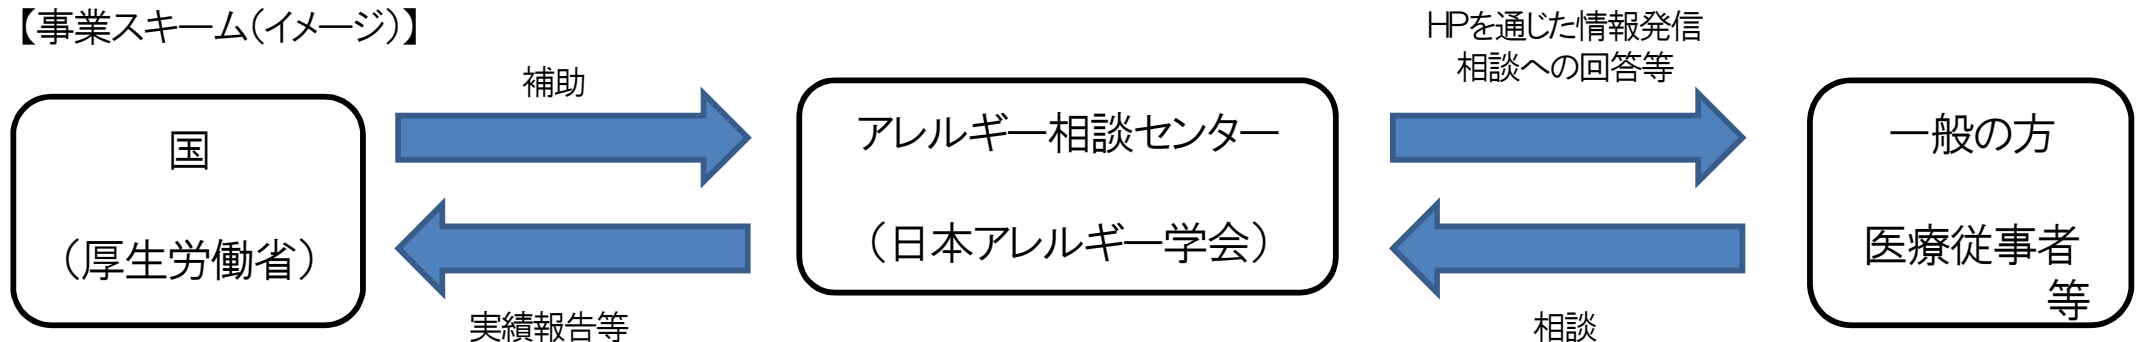 【事業スキーム（イメージ）】
補助
国
（厚生労働省）
実績報告等
アレルギー相談センター
（日本アレルギー学会）
HPを通じた情報発信
相談への回答等
相談
一般の方
医療従事者
等